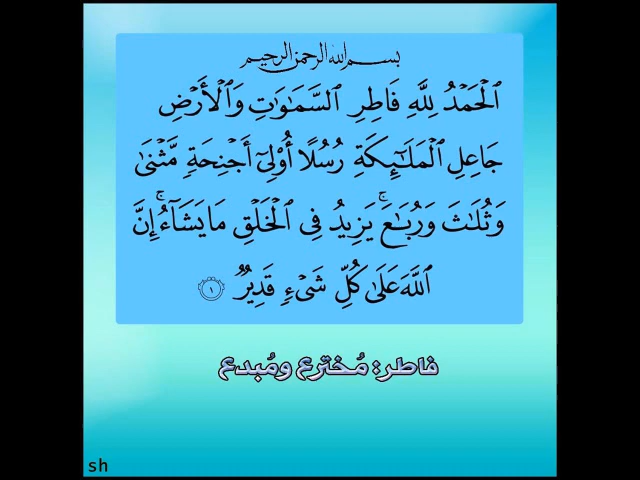 بسم الله الرحمن الرحيم
ٱلۡحَمۡدُ لِلَّهِ فَاطِرِ ٱلسَّمَٰوَٰتِ وَٱلۡأَرۡضِ
جَاعِلِ ٱلۡمَلَٰٓئِكَةِ رُسُلًا أُوْلِيٓ أَجۡنِحَةٖ مَّثۡنَىٰ
وَثُلَٰثَ وَرُبَٰعَۚ يَزِيدُ فِي ٱلۡخَلۡقِ مَا يَشَآءُۚ إِنَّ
ٱللَّهَ عَلَىٰ كُلِّ شَيۡءٖ قَدِيرٞ ١
فاطر: مُخترع ومُبدع
sh